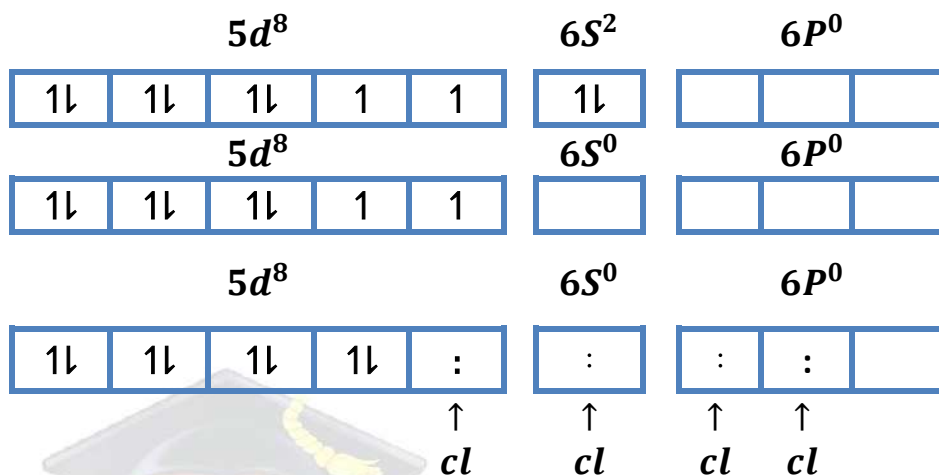 5d⁸ 6S² 6P⁰
1⇂ 1⇂ 1⇂ 1 1 1⇂
5d⁸ 6S⁰ 6P⁰
1⇂ 1⇂ 1⇂ 1 1
5d⁸ 6S⁰ 6P⁰
1⇂ 1⇂ 1⇂ 1⇂ : : : :
↑ ↑ ↑ ↑
cl cl cl cl